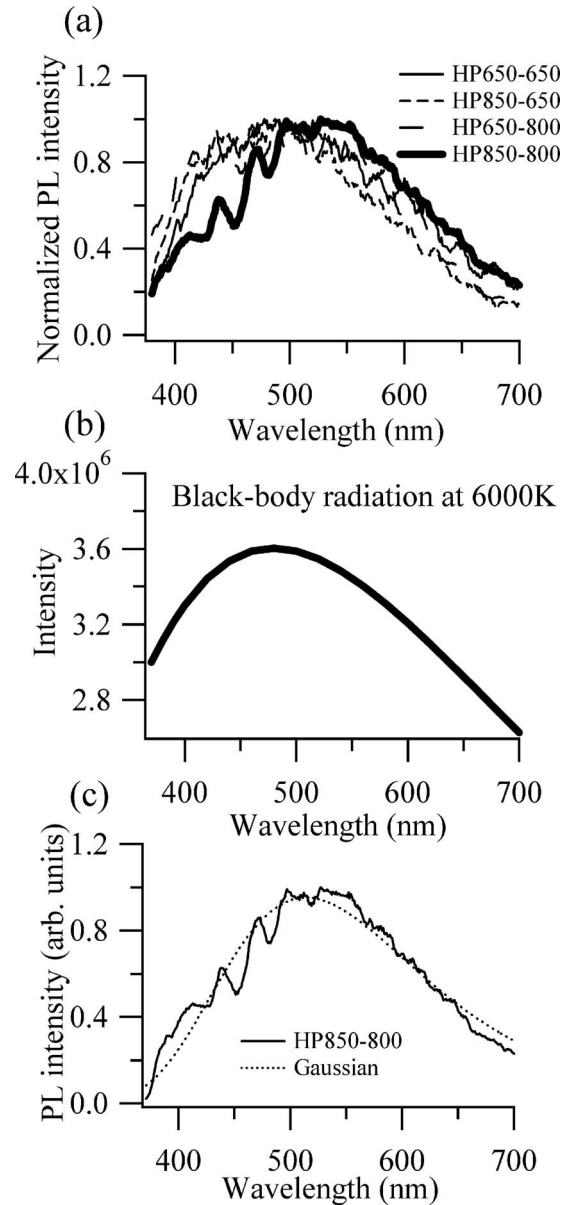 (a)
1.2
0.8
0.4
0.0
Normalized PL intensity
HP650-650
HP850-650
HP650-800
HP850-800
400
500
600
700
Wavelength (nm)
(b)
4.0x10⁶
3.6
3.2
2.8
Intensity
Black-body radiation at 6000K
400
500
600
700
Wavelength (nm)
(c)
1.2
0.8
0.4
0.0
PL intensity (arb. units)
HP850-800
Gaussian
400
500
600
700
Wavelength (nm)